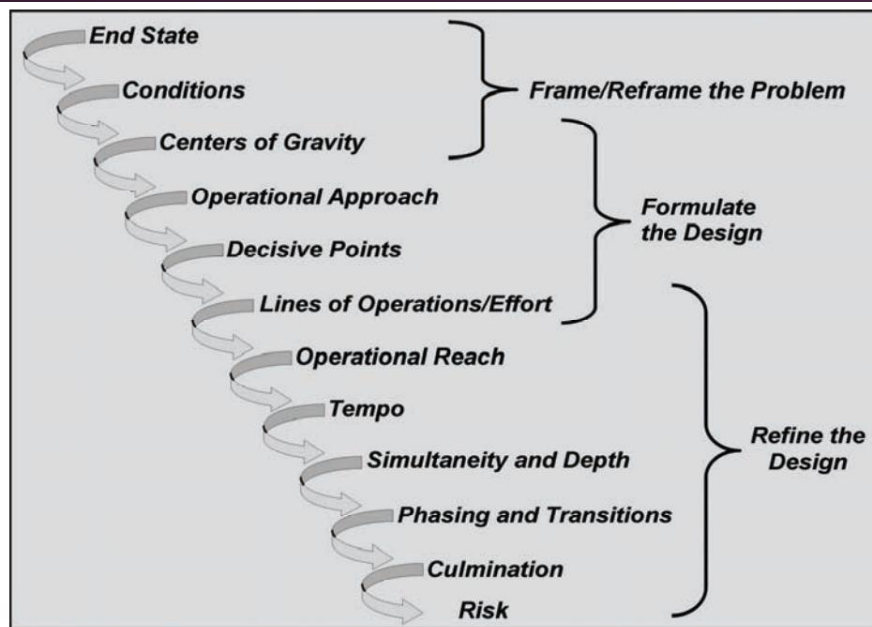 End State
Conditions
Frame/Reframe the Problem
Centers of Gravity
Operational Approach
Formulate
the Design
Decisive Points
Lines of Operations/Effort
Operational Reach
Tempo
Refine the
Design
Simultaneity and Depth
Phasing and Transitions
Culmination
Risk